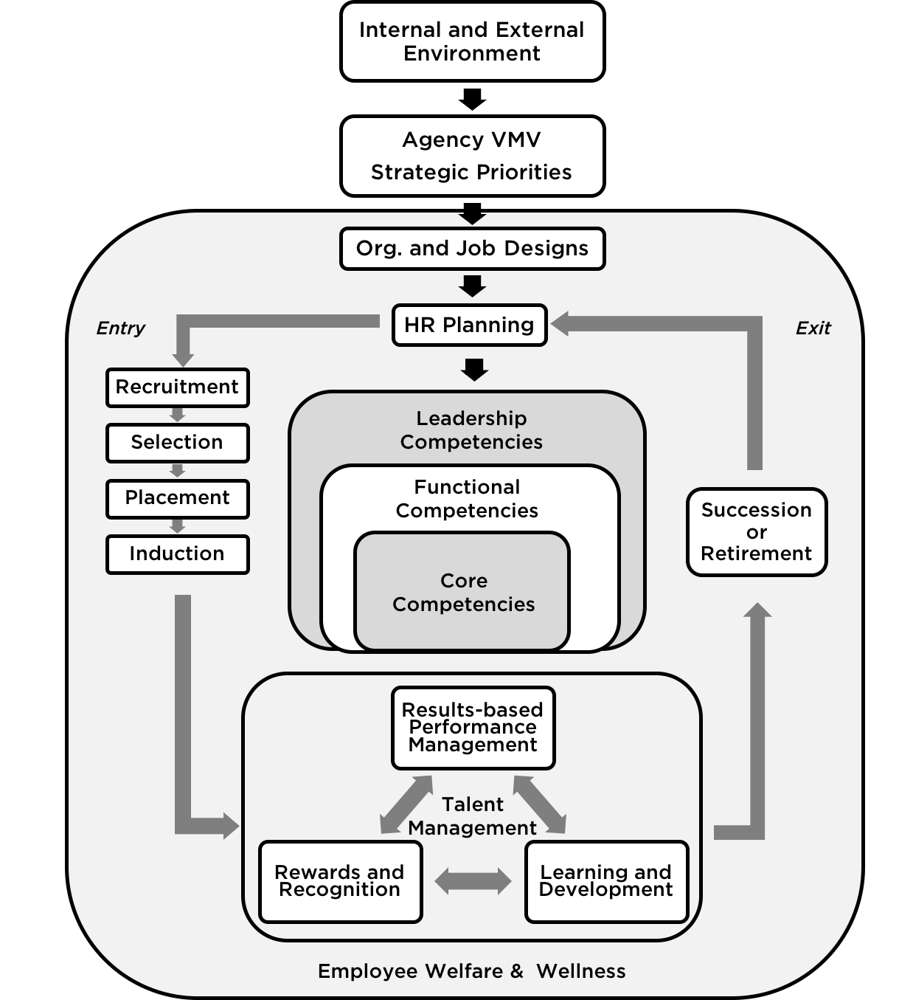 Internal and External
Environment
Agency VMV
Strategic Priorities
Org. and Job Designs
HR Planning
Entry
Exit
Recruitment
Selection
Placement
Induction
Leadership
Competencies
Functional
Competencies
Core
Competencies
Succession
or
Retirement
Results-based
Performance
Management
Talent
Management
Rewards and
Recognition
Learning and
Development
Employee Welfare &  Wellness